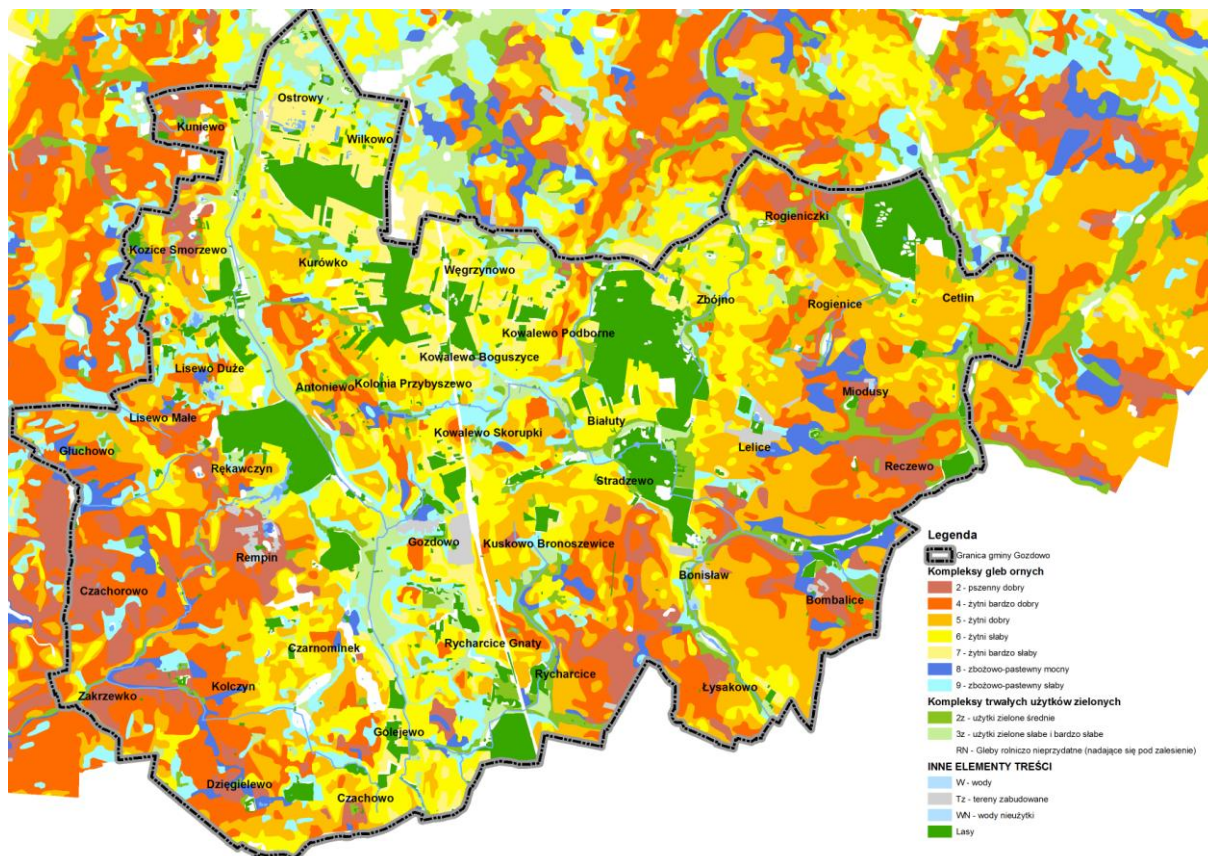 Ostrowy
Kuniewo
Wilkowo
Rogieniczki
Kozice Smorzewo
Kurówko
Węgrzynowo
Zbójno
Rogienice
Cetlin
Kowalewo Podborne
Kowalewo Boguszyce
Lisewo Duże
Antoniewo
Kolonia Przybyszewo
Miodusy
Lisewo Małe
Białuty
Kowalewo Skorupki
Lelice
Głuchowo
Rękawczyn
Reczewo
Stradzewo
Gozdowo
Kuskowo Bronoszewice
Rempin
Bonisław
Czachorowo
Bombalice
Czarnominek
Rycharcice Gnaty
Rycharcice
Zakrzewko
Kolczyn
Łysakowo
Golejewo
Dzięgielewo
Czachowo
Legenda
Granica gminy Gozdowo
Kompleksy gleb ornych
2 - pszenny dobry
4 - żytni bardzo dobry
5 - żytni dobry
6 - żytni słaby
7 - żytni bardzo słaby
8 - zbożowo-pastewny mocny
9 - zbożowo-pastewny słaby
Kompleksy trwałych użytków zielonych
2z - użytki zielone średnie
3z - użytki zielone słabe i bardzo słabe
RN - Gleby rolniczo nieprzydatne (nadające się pod zalesienie)
INNE ELEMENTY TREŚCI
W - wody
Tz - tereny zabudowane
WN - wody nieużytki
Lasy